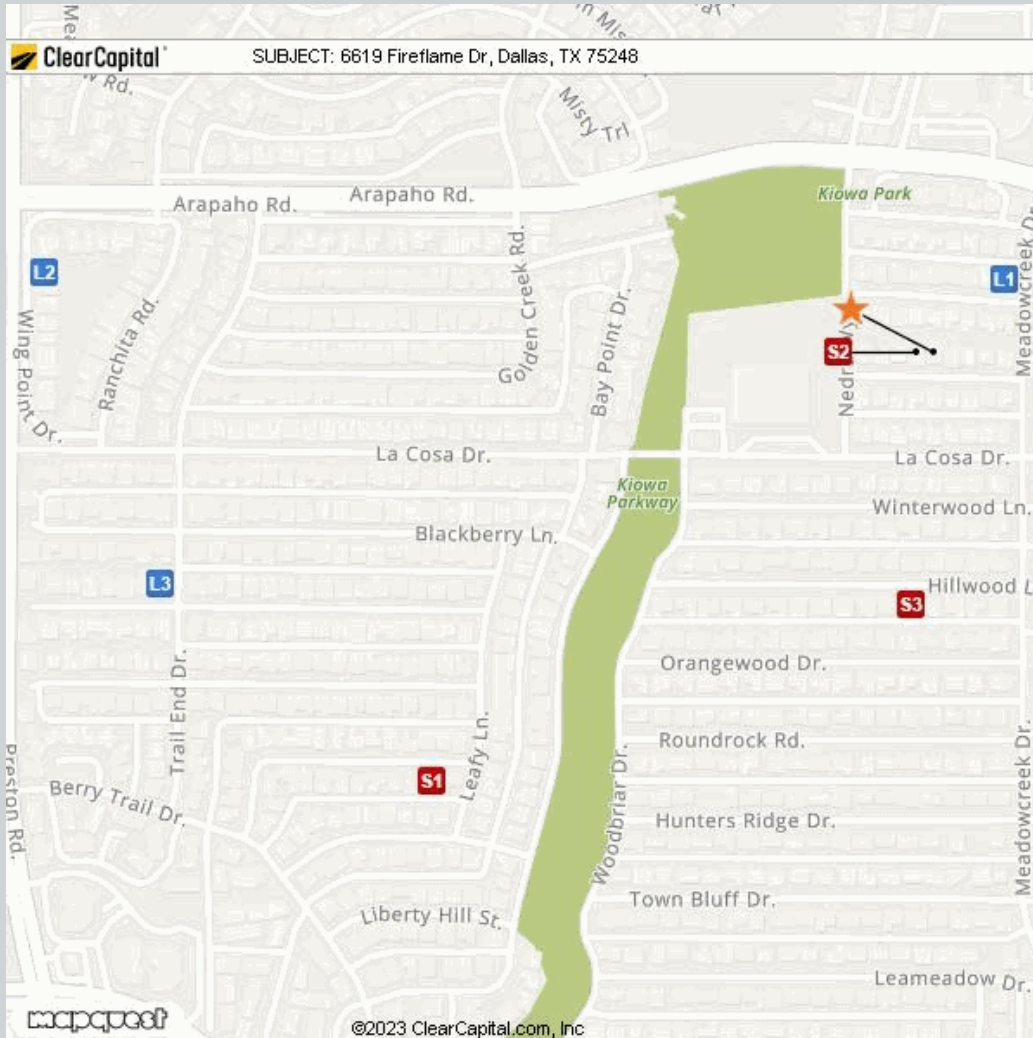 ClearCapital
SUBJECT: 6619 Fireflame Dr, Dallas, TX 75248
Rd.
Misty Trl
Arapaho Rd.
Arapaho Rd.
Kiowa Park
L2
L1
Golden Creek Rd.
Bay Point Dr.
Ranchita Rd.
Wing Point Dr.
Meadowcreek D
S2
Nedr
La Cosa Dr.
La Cosa Dr.
Kiowa
Parkway
Winterwood Ln.
Blackberry Ln.
L3
Hillwood L
S3
Orangewood Dr.
Trail End Dr.
Leafy Ln.
Roundrock Rd.
S1
Preston Rd.
Berry Trail Dr.
Woodbriar Dr.
Hunters Ridge Dr.
Meadowcreek Dr.
Town Bluff Dr.
Liberty Hill St.
Leameadow Dr.
mapquest
©2023 ClearCapital.com, Inc